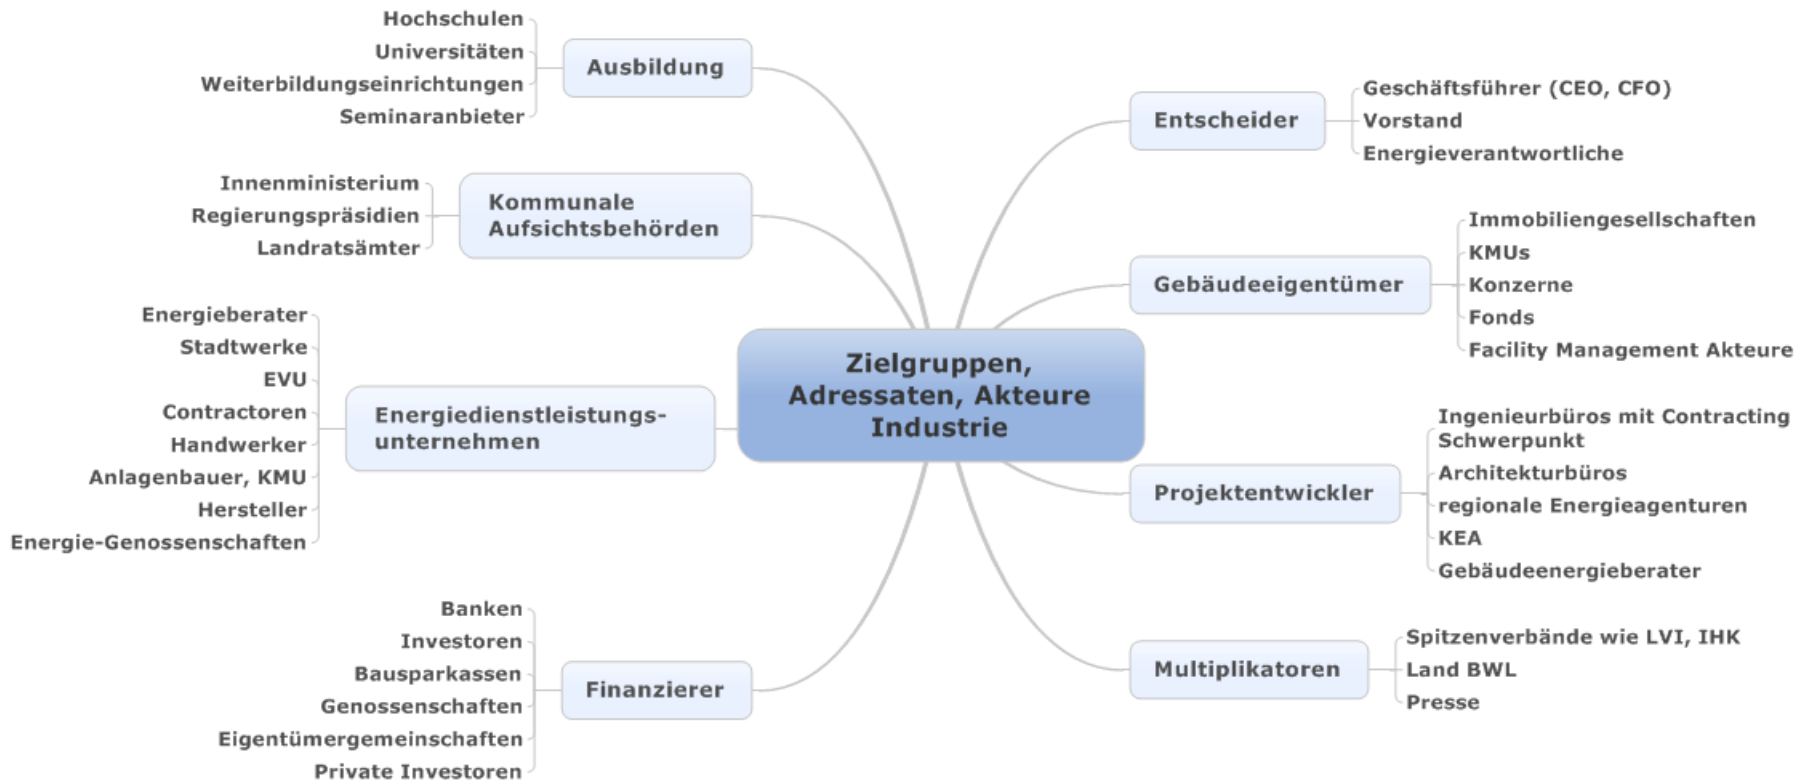 Zielgruppen,
Adressaten, Akteure
Industrie
Ausbildung
Hochschulen
Universitäten
Weiterbildungseinrichtungen
Seminaranbieter
Kommunale
Aufsichtsbehörden
Innenministerium
Regierungspräsidien
Landratsämter
Energiedienstleistungs-
unternehmen
Energieberater
Stadtwerke
EVU
Contractoren
Handwerker
Anlagenbauer, KMU
Hersteller
Energie-Genossenschaften
Finanzierer
Banken
Investoren
Bausparkassen
Genossenschaften
Eigentümergemeinschaften
Private Investoren
Entscheider
Geschäftsführer (CEO, CFO)
Vorstand
Energieverantwortliche
Gebäudeeigentümer
Immobiliengesellschaften
KMUs
Konzerne
Fonds
Facility Management Akteure
Projektentwickler
Ingenieurbüros mit Contracting
Schwerpunkt
Architekturbüros
regionale Energieagenturen
KEA
Gebäudeenergieberater
Multiplikatoren
Spitzenverbände wie LVI, IHK
Land BWL
Presse